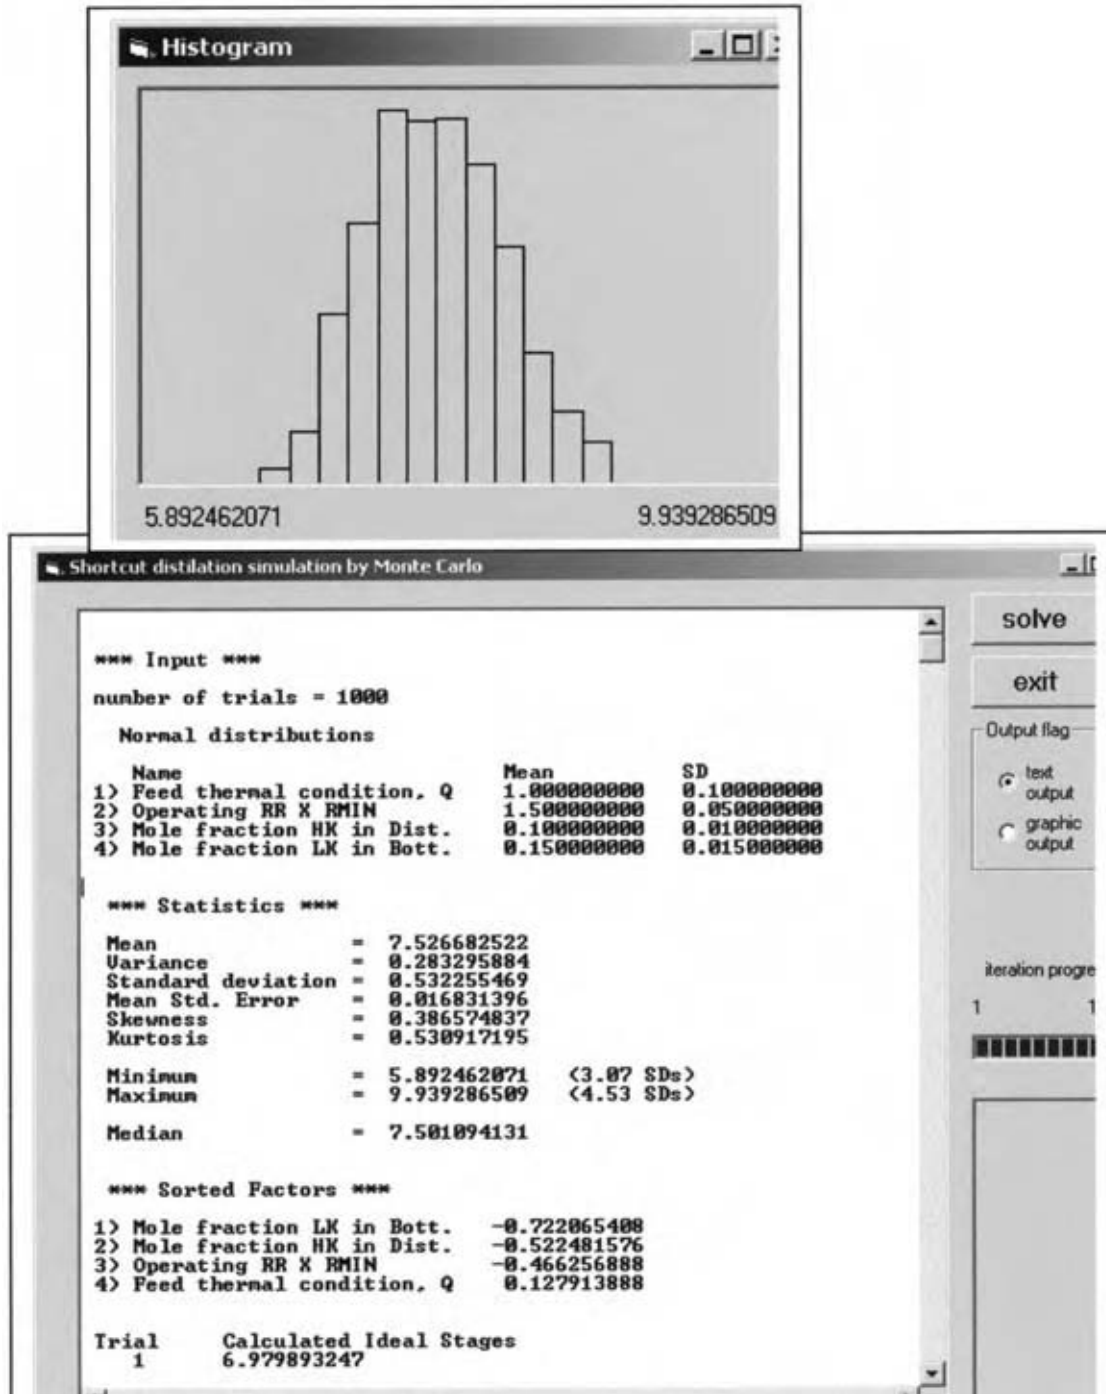 Histogram
5.892462071 9.939286509
Shortcut distilation simulation by Monte Carlo
*** Input ***
number of trials = 1000
Normal distributions
Name Mean SD
1) Feed thermal condition, Q 1.000000000 0.100000000
2) Operating RR X RMIN 1.500000000 0.050000000
3) Mole fraction HK in Dist. 0.100000000 0.010000000
4) Mole fraction LK in Bott. 0.150000000 0.015000000
*** Statistics ***
Mean = 7.526682522
Variance = 0.283295884
Standard deviation = 0.532255469
Mean Std. Error = 0.016831396
Skewness = 0.386574837
Kurtosis = 0.530917195
Minimum = 5.892462071 (3.07 SDs)
Maximum = 9.939286509 (4.53 SDs)
Median = 7.501094131
*** Sorted Factors ***
1) Mole fraction LK in Bott. -0.722065408
2) Mole fraction HK in Dist. -0.522481576
3) Operating RR X RMIN -0.466256888
4) Feed thermal condition, Q 0.127913888
Trial Calculated Ideal Stages
1 6.979893247
solve
exit
Output flag
text
output
graphic
output
iteration progre
1 1